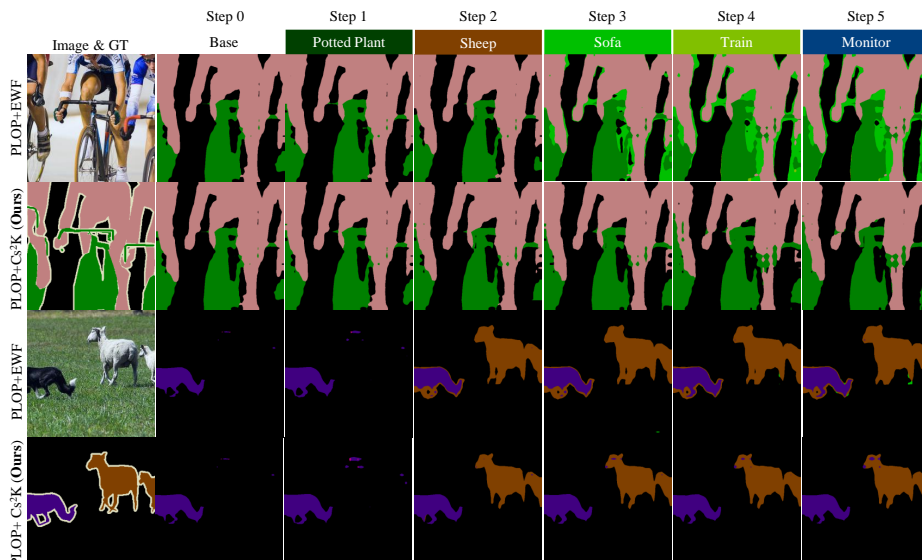 Step 0 Step 1 Step 2 Step 3 Step 4 Step 5
Image & GT Base Potted Plant Sheep Sofa Train Monitor
PLOP+EWF
PLOP+Cs²K (Ours)
PLOP+EWF
PLOP+ Cs²K (Ours)